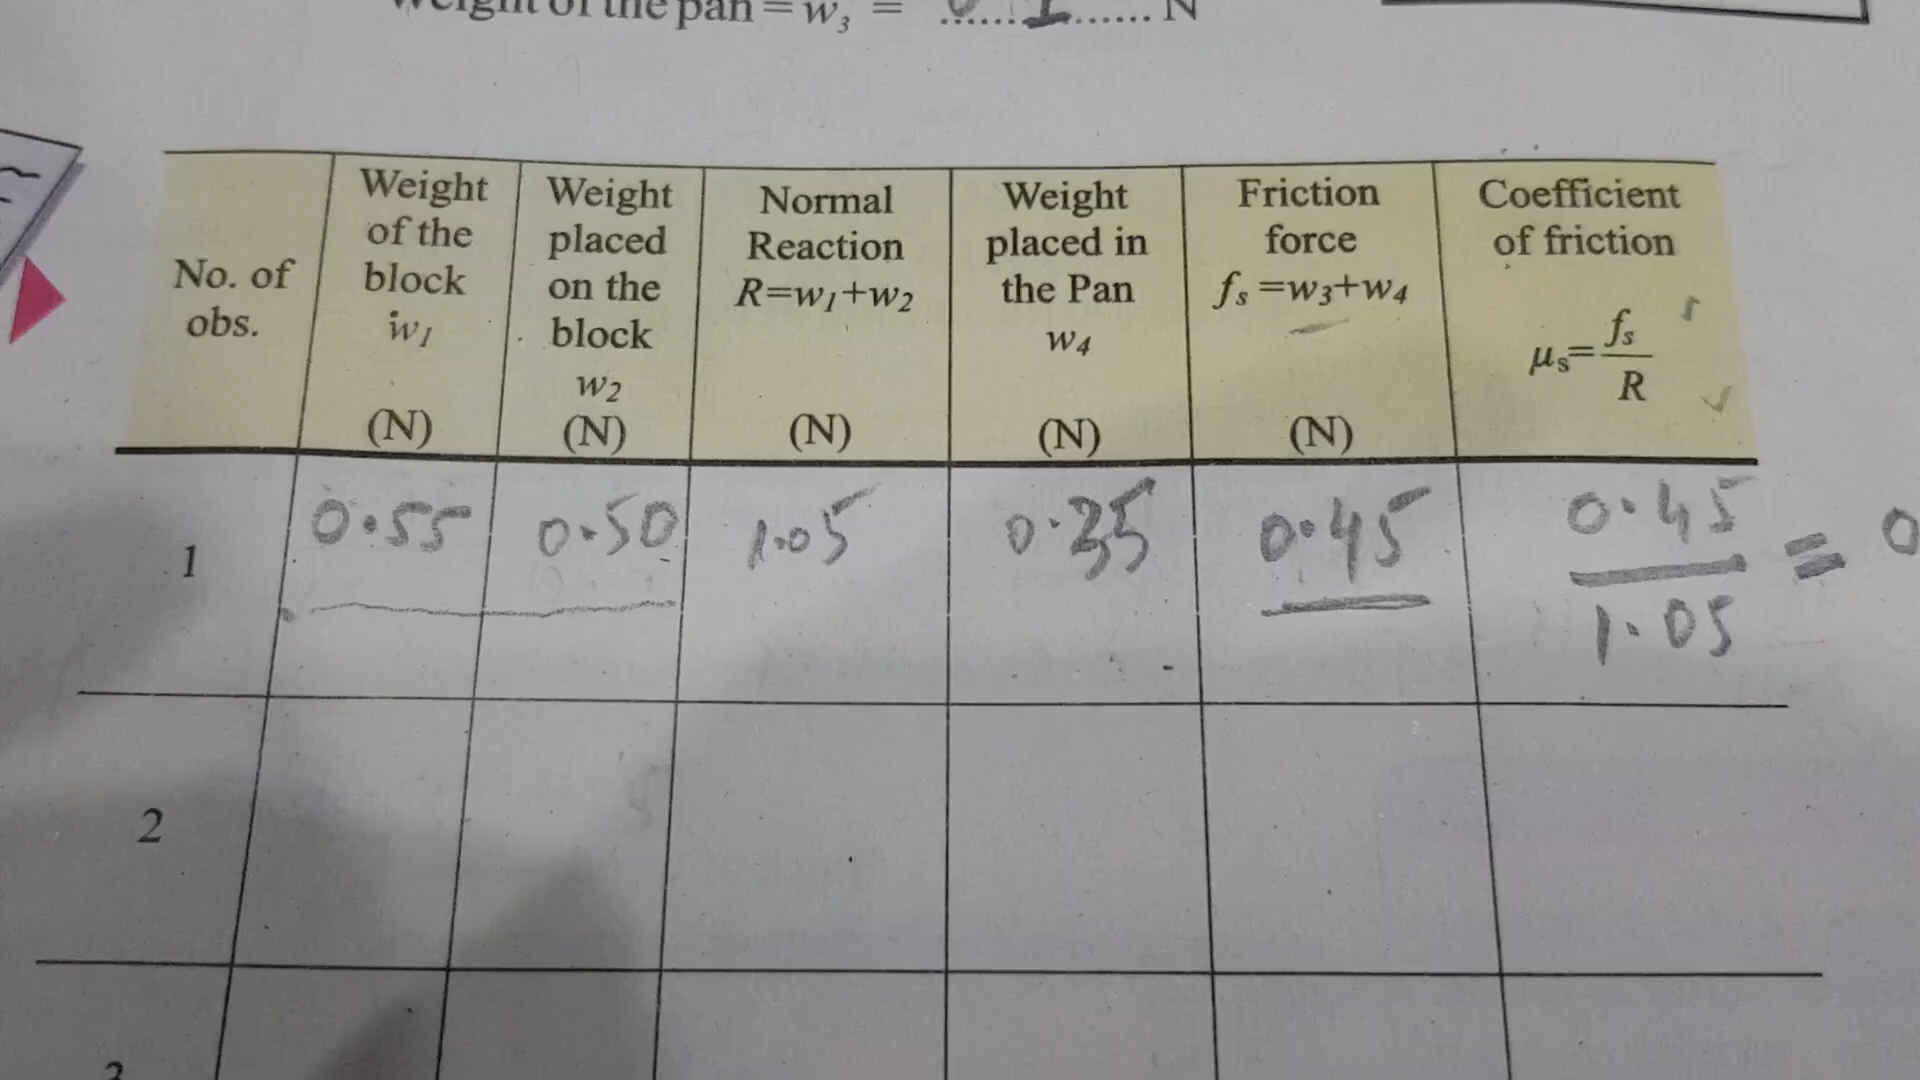 Weight of the pan = w3 = ............ N
No. of obs.
Weight of the block w1 (N)
Weight placed on the block w2 (N)
Normal Reaction R=w1+w2 (N)
Weight placed in the Pan w4 (N)
Friction force fs=w3+w4 (N)
Coefficient of friction μs=fs/R
1 0.55 0.50 1.05 0.35 0.45 0.45/1.05 = 0
2
3